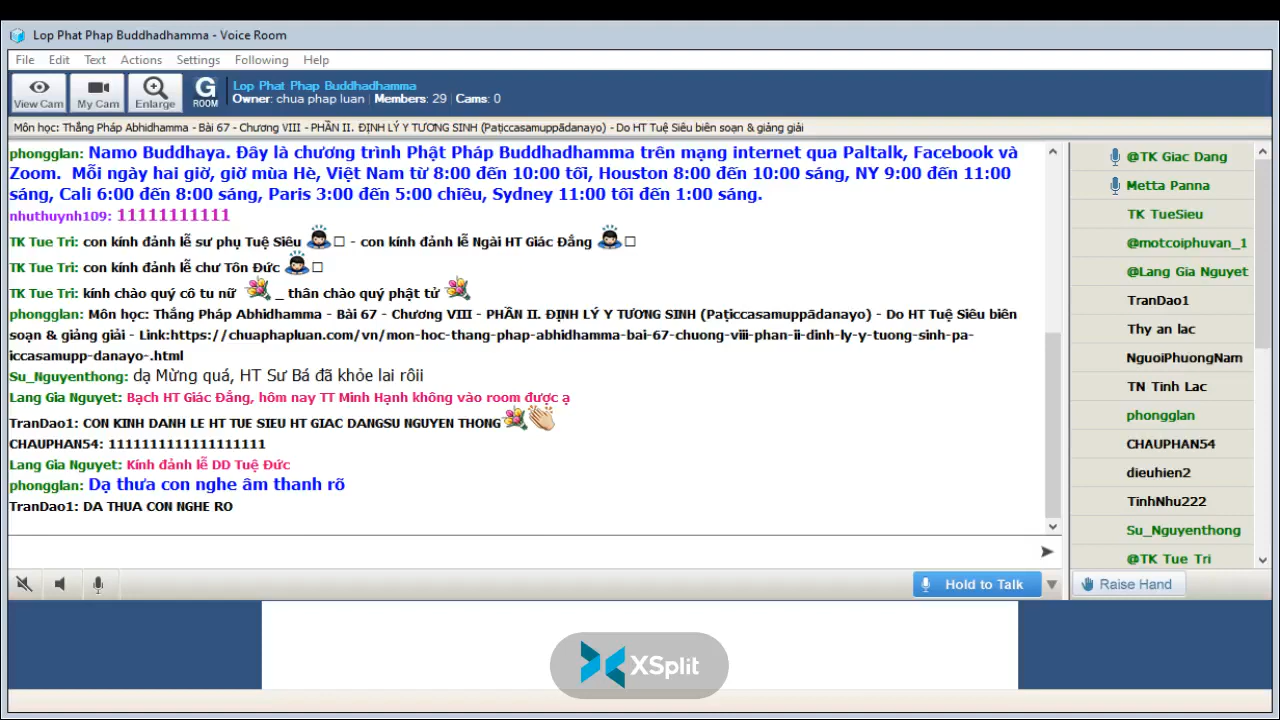 Lop Phat Phap Buddhadhamma - Voice Room
File Edit Text Actions Settings Following Help
View Cam My Cam Enlarge G ROOM
Lop Phat Phap Buddhadhamma
Owner: chua phap luan | Members: 29 | Cams: 0
Môn học: Thắng Pháp Abhidhamma - Bài 67 - Chương VIII - PHẦN II. ĐỊNH LÝ Y TƯƠNG SINH (Paṭiccasamuppādanayo) - Do HT Tuệ Siêu biên soạn & giảng giải
phongglan: Namo Buddhaya. Đây là chương trình Phật Pháp Buddhadhamma trên mạng internet qua Paltalk, Facebook và
Zoom. Mỗi ngày hai giờ, giờ mùa Hè, Việt Nam từ 8:00 đến 10:00 tối, Houston 8:00 đến 10:00 sáng, NY 9:00 đến 11:00
sáng, Cali 6:00 đến 8:00 sáng, Paris 3:00 đến 5:00 chiều, Sydney 11:00 tối đến 1:00 sáng.
nhuthuynh109: 11111111111
TK Tue Tri: con kính đảnh lễ sư phụ Tuệ Siêu - con kính đảnh lễ Ngài HT Giác Đẳng
TK Tue Tri: con kính đảnh lễ chư Tôn Đức
TK Tue Tri: kính chào quý cô tu nữ _ thân chào quý phật tử
phongglan: Môn học: Thắng Pháp Abhidhamma - Bài 67 - Chương VIII - PHẦN II. ĐỊNH LÝ Y TƯƠNG SINH (Paṭiccasamuppādanayo) - Do HT Tuệ Siêu biên
soạn & giảng giải - Link:https://chuaphapluan.com/vn/mon-hoc-thang-phap-abhidhamma-bai-67-chuong-viii-phan-ii-dinh-ly-y-tuong-sinh-pa-
iccasamupp-danayo-.html
Su_Nguyenthong: dạ Mừng quá, HT Sư Bá đã khỏe lai rôii
Lang Gia Nguyet: Bạch HT Giác Đẳng, hôm nay TT Minh Hạnh không vào room được ạ
TranDao1: CON KINH DANH LE HT TUE SIEU HT GIAC DANGSU NGUYEN THONG
CHAUPHAN54: 1111111111111111111
Lang Gia Nguyet: Kính đảnh lễ DD Tuệ Đức
phongglan: Dạ thưa con nghe âm thanh rõ
TranDao1: DA THUA CON NGHE RO
@TK Giac Dang
Metta Panna
TK TueSieu
@motcoiphuvan_1
@Lang Gia Nguyet
TranDao1
Thy an lac
NguoiPhuongNam
TN Tinh Lac
phongglan
CHAUPHAN54
dieuhien2
TinhNhu222
Su_Nguyenthong
@TK Tue Tri
Hold to Talk
Raise Hand
XSplit